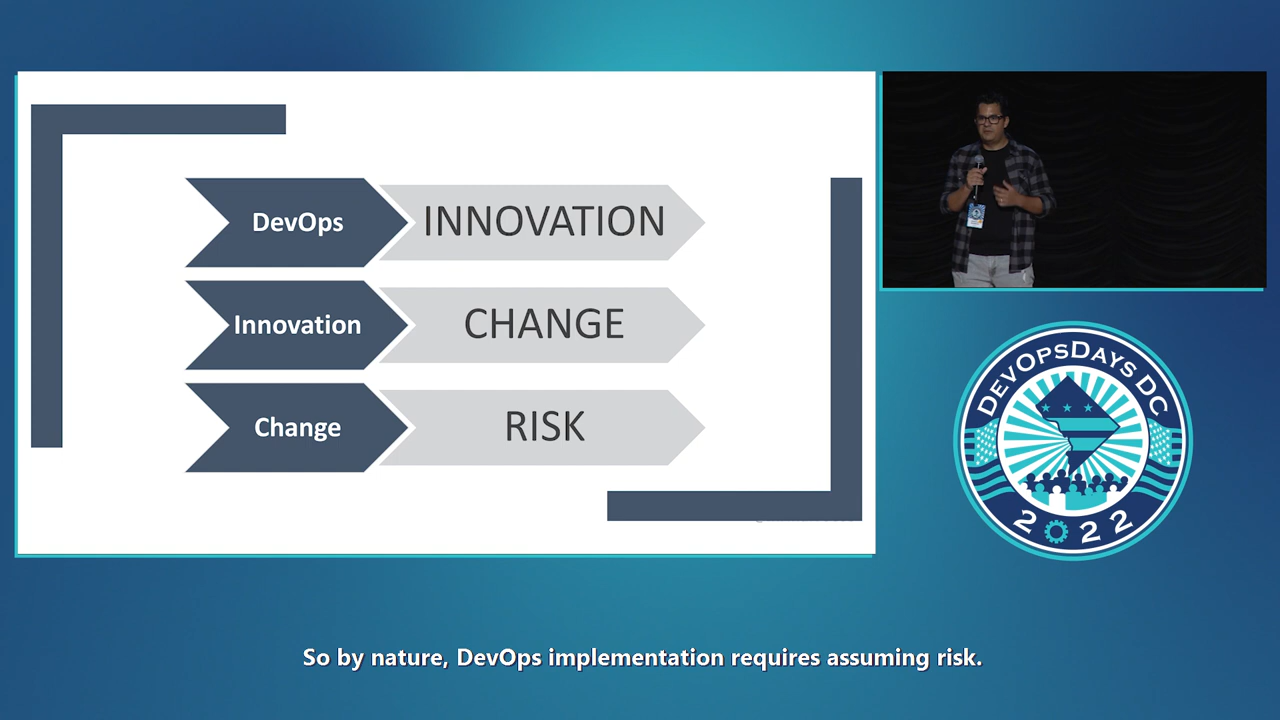 DevOps INNOVATION
Innovation CHANGE
Change RISK
DEVOPSDAYS DC
2022
So by nature, DevOps implementation requires assuming risk.